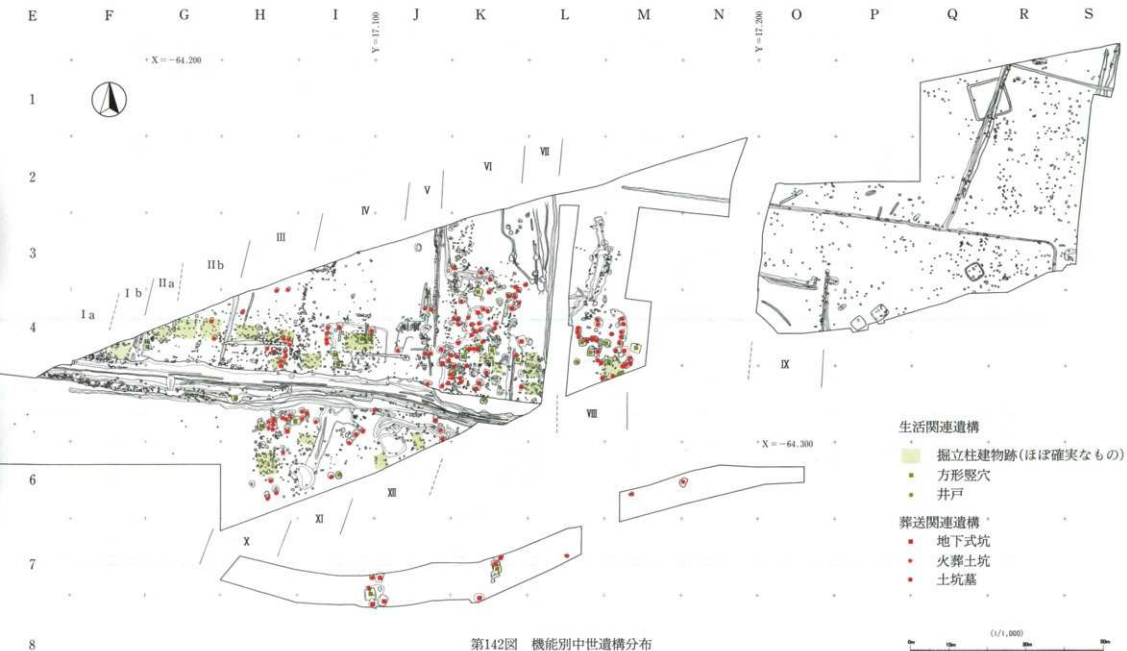 E F G H I J K L M N O P Q R S
Y=17.100
Y=17.200
X=-64.200
1
2
3
4
6
7
8
Ⅰa
Ⅰb
Ⅱa
Ⅱb
Ⅲ
Ⅳ
Ⅴ
Ⅵ
Ⅶ
Ⅷ
Ⅸ
Ⅹ
Ⅺ
Ⅻ
X=-64.300
生活関連遺構
掘立柱建物跡(ほぼ確実なもの)
方形竪穴
井戸
葬送関連遺構
地下式坑
火葬土坑
土坑墓
第142図 機能別中世遺構分布
(1/1,000)
0m 10m 30m 50m